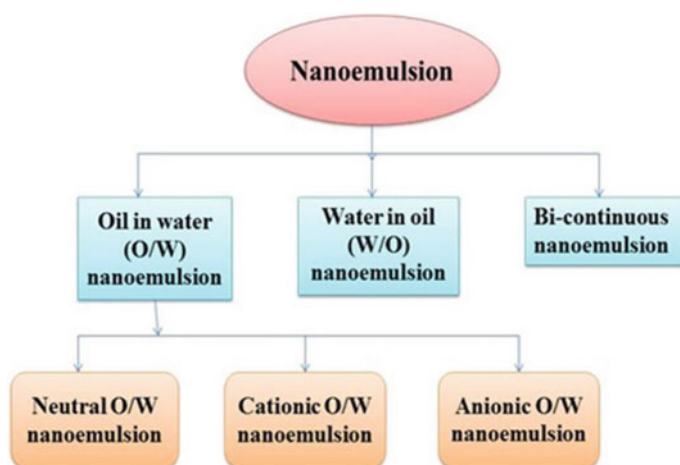 Nanoemulsion
Oil in water
(O/W)
nanoemulsion
Water in oil
(W/O)
nanoemulsion
Bi-continuous
nanoemulsion
Neutral O/W
nanoemulsion
Cationic O/W
nanoemulsion
Anionic O/W
nanoemulsion